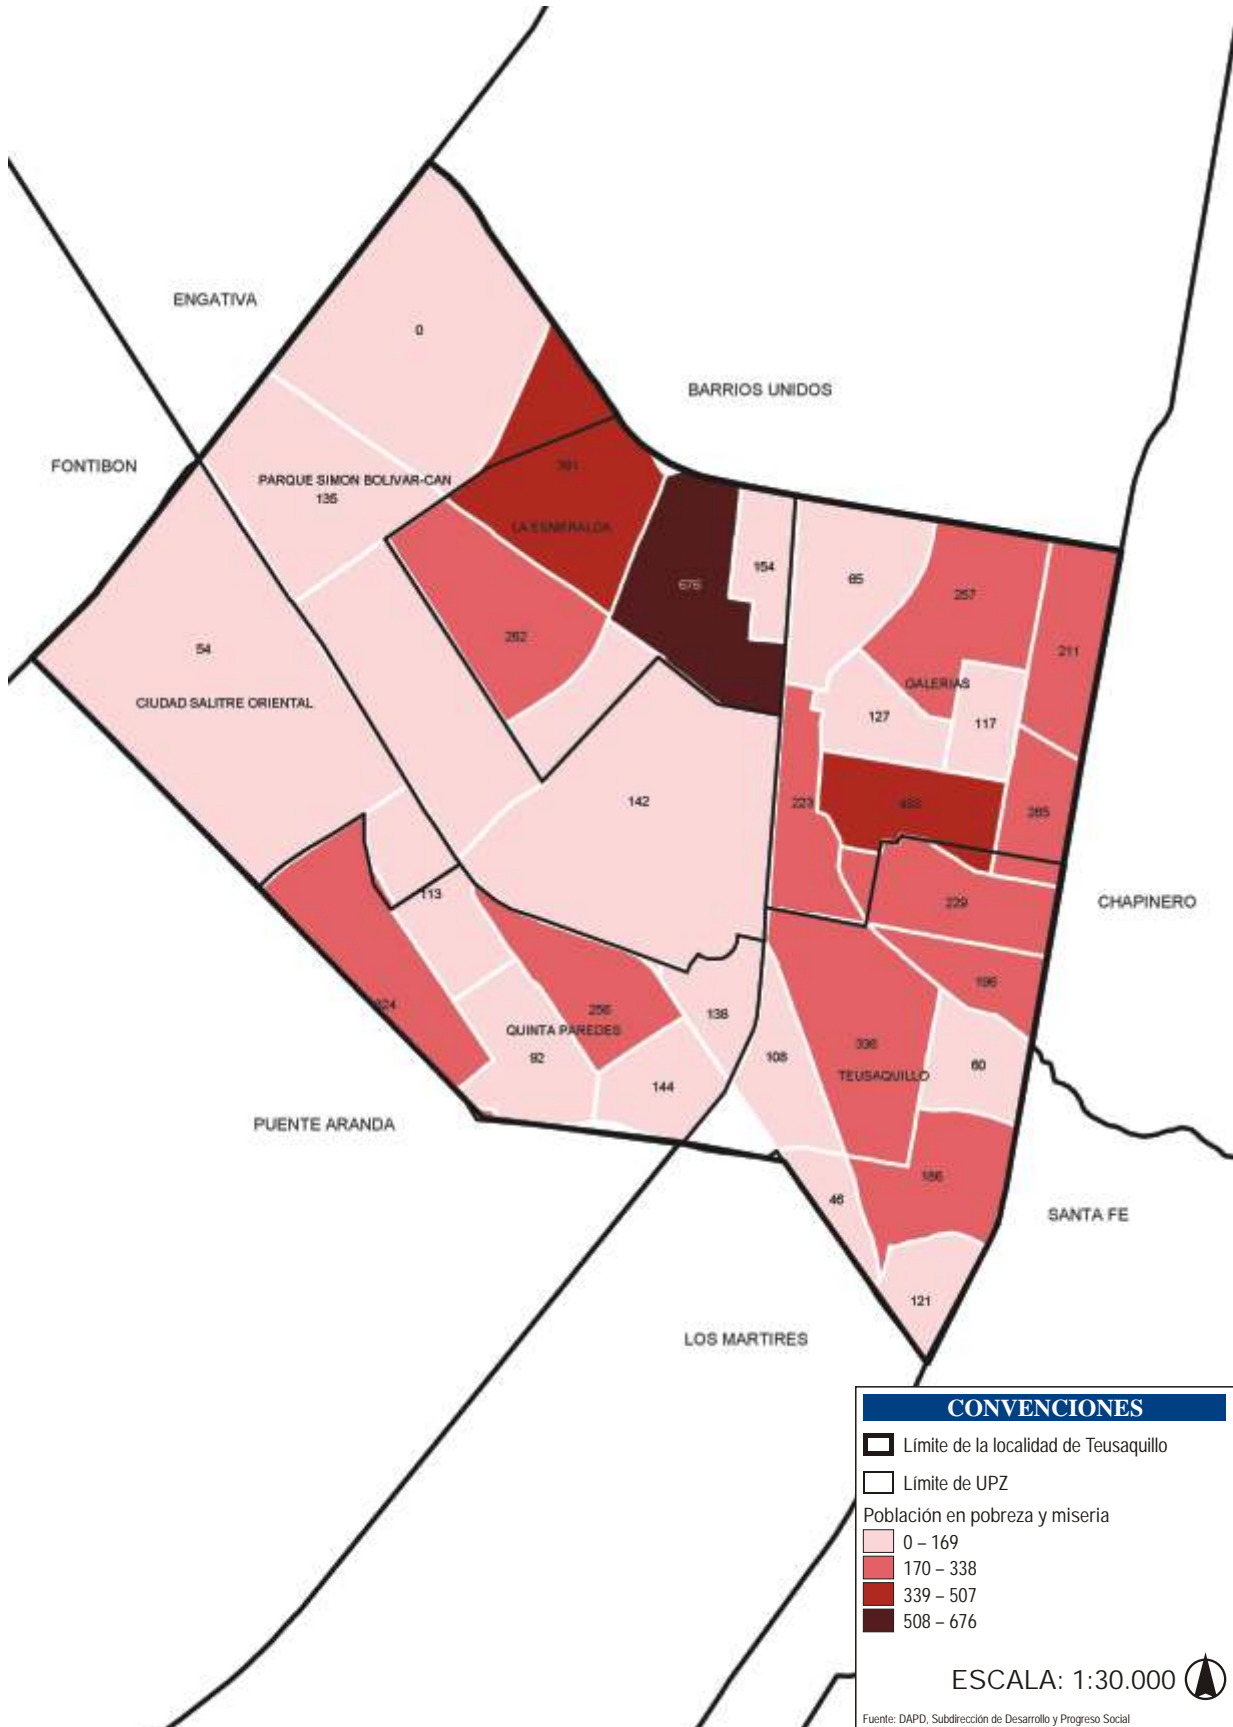 ENGATIVA
0
BARRIOS UNIDOS
FONTIBON
PARQUE SIMON BOLIVAR-CAN
135
391
LA ESMERALDA
154
65
676
257
262
54
211
CIUDAD SALITRE ORIENTAL
GALERIAS
127
117
142
223
265
113
229
CHAPINERO
196
324
256
138
QUINTA PAREDES
336
92
108
60
TEUSAQUILLO
144
PUENTE ARANDA
186
46
SANTA FE
121
LOS MARTIRES
CONVENCIONES
Límite de la localidad de Teusaquillo
Límite de UPZ
Población en pobreza y miseria
0 – 169
170 – 338
339 – 507
508 – 676
ESCALA: 1:30.000
Fuente: DAPD, Subdirección de Desarrollo y Progreso Social